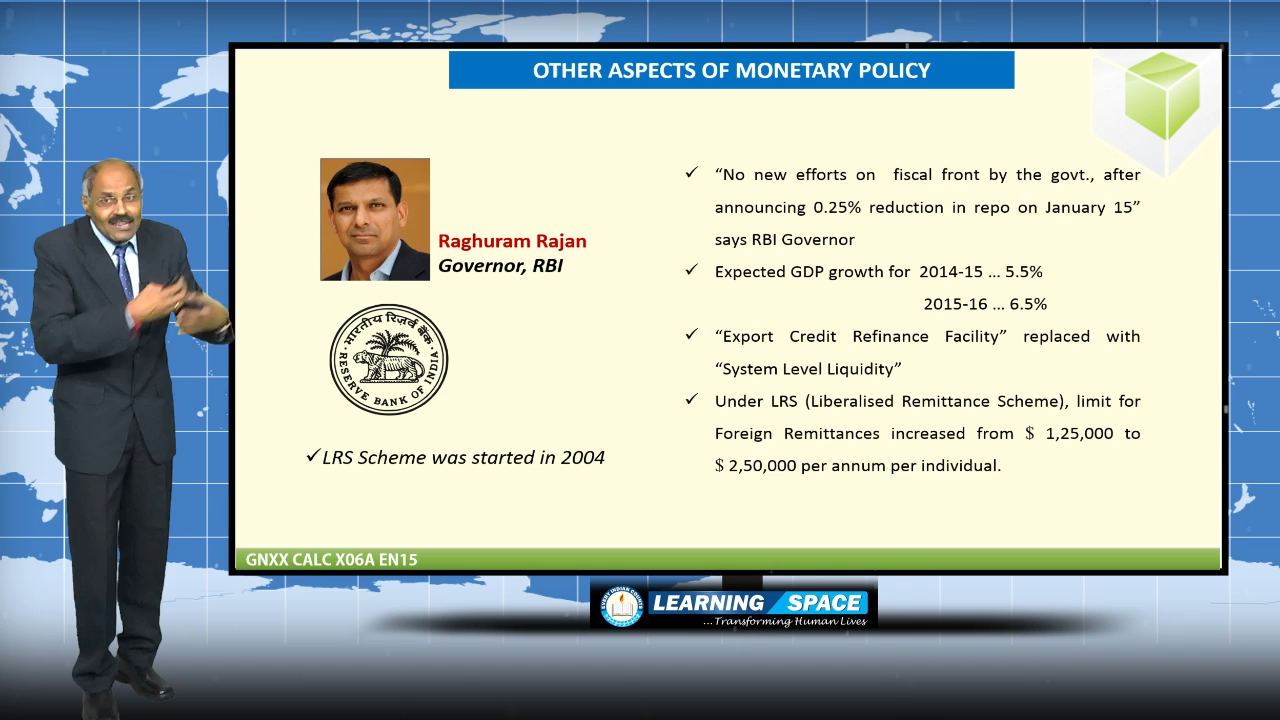 OTHER ASPECTS OF MONETARY POLICY
Raghuram Rajan
Governor, RBI
भारतीय रिज़र्व बैंक
RESERVE BANK OF INDIA
✓LRS Scheme was started in 2004
✓ “No new efforts on fiscal front by the govt., after
announcing 0.25% reduction in repo on January 15”
says RBI Governor
✓ Expected GDP growth for 2014-15 ... 5.5%
2015-16 ... 6.5%
✓ “Export Credit Refinance Facility” replaced with
“System Level Liquidity”
✓ Under LRS (Liberalised Remittance Scheme), limit for
Foreign Remittances increased from $ 1,25,000 to
$ 2,50,000 per annum per individual.
GNXX CALC X06A EN15
EVERY INDIAN COUNTS
LEARNING SPACE
...Transforming Human Lives